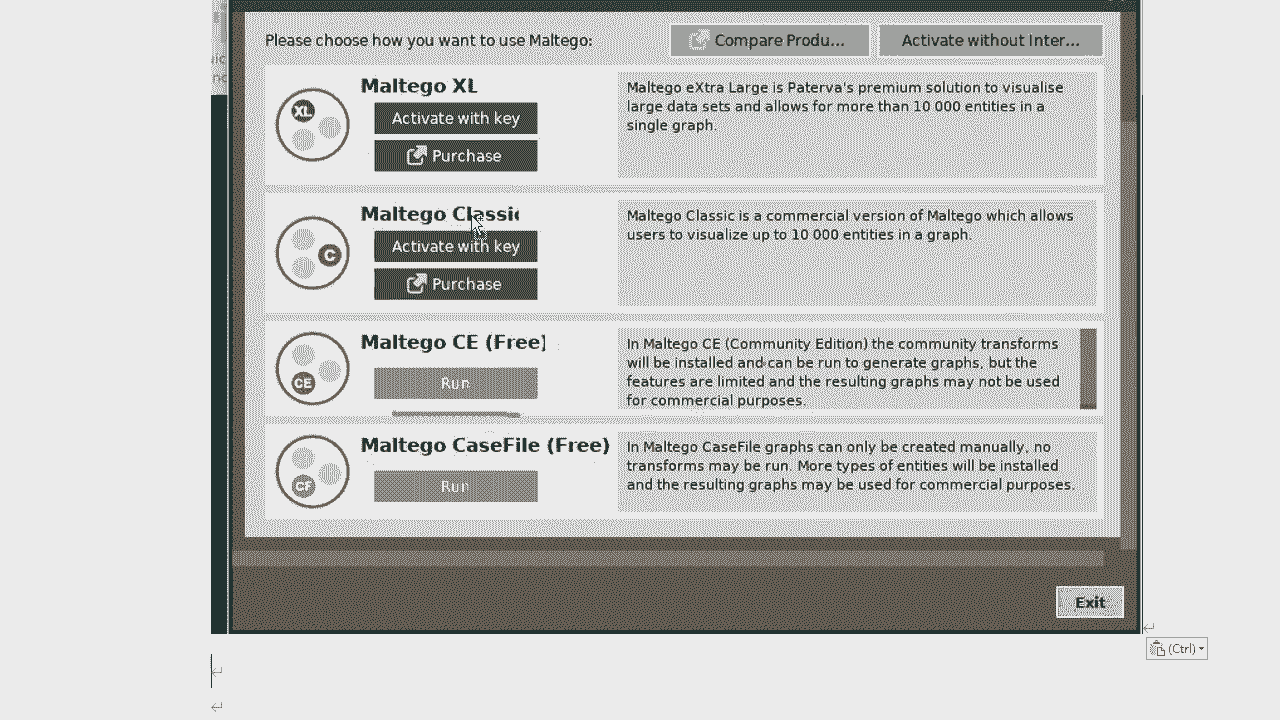 Please choose how you want to use Maltego:
Compare Produ...
Activate without Inter...
Maltego XL
XL
Activate with key
Purchase
Maltego eXtra Large is Paterva's premium solution to visualise
large data sets and allows for more than 10 000 entities in a
single graph.
Maltego Classic
C
Activate with key
Purchase
Maltego Classic is a commercial version of Maltego which allows
users to visualize up to 10 000 entities in a graph.
Maltego CE (Free)
CE
Run
In Maltego CE (Community Edition) the community transforms
will be installed and can be run to generate graphs, but the
features are limited and the resulting graphs may not be used
for commercial purposes.
Maltego CaseFile (Free)
CF
Run
In Maltego CaseFile graphs can only be created manually, no
transforms may be run. More types of entities will be installed
and the resulting graphs may be used for commercial purposes.
Exit
(Ctrl)